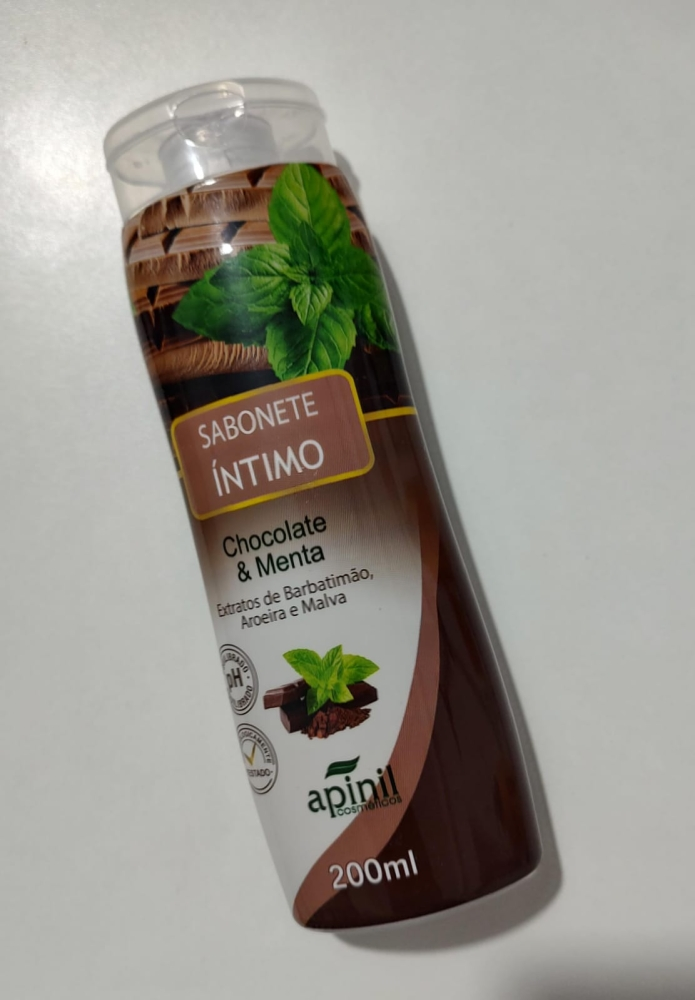 SABONETE
ÍNTIMO
Chocolate
& Menta
Extratos de Barbatimão,
Aroeira e Malva
pH
apinil
cosméticos
200ml